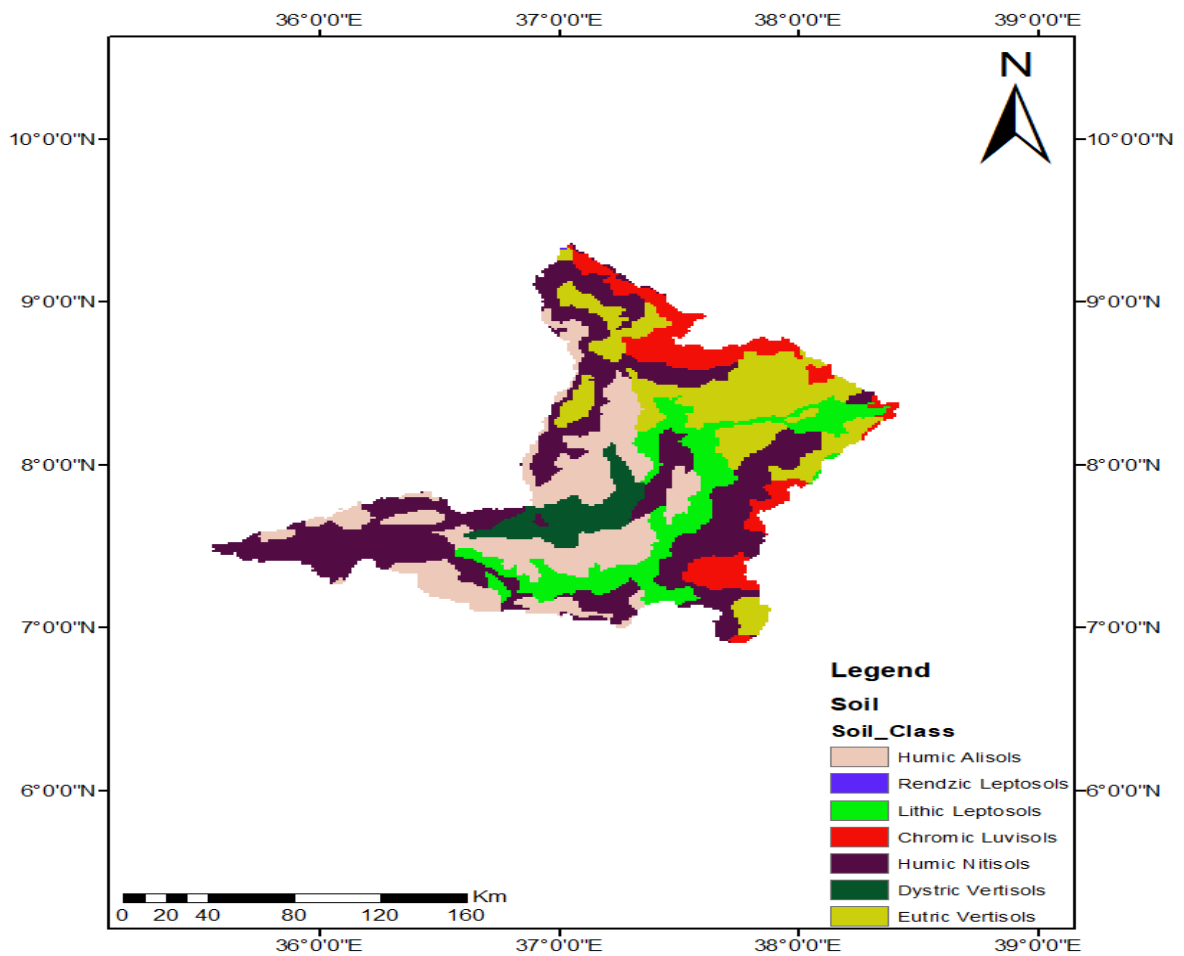 36°0'0"E 37°0'0"E 38°0'0"E 39°0'0"E
N
10°0'0"N 10°0'0"N
9°0'0"N 9°0'0"N
8°0'0"N 8°0'0"N
7°0'0"N 7°0'0"N
6°0'0"N 6°0'0"N
Legend
Soil
Soil_Class
Humic Alisols
Rendzic Leptosols
Lithic Leptosols
Chromic Luvisols
Humic Nitisols
Dystric Vertisols
Eutric Vertisols
Km
0 20 40 80 120 160
36°0'0"E 37°0'0"E 38°0'0"E 39°0'0"E